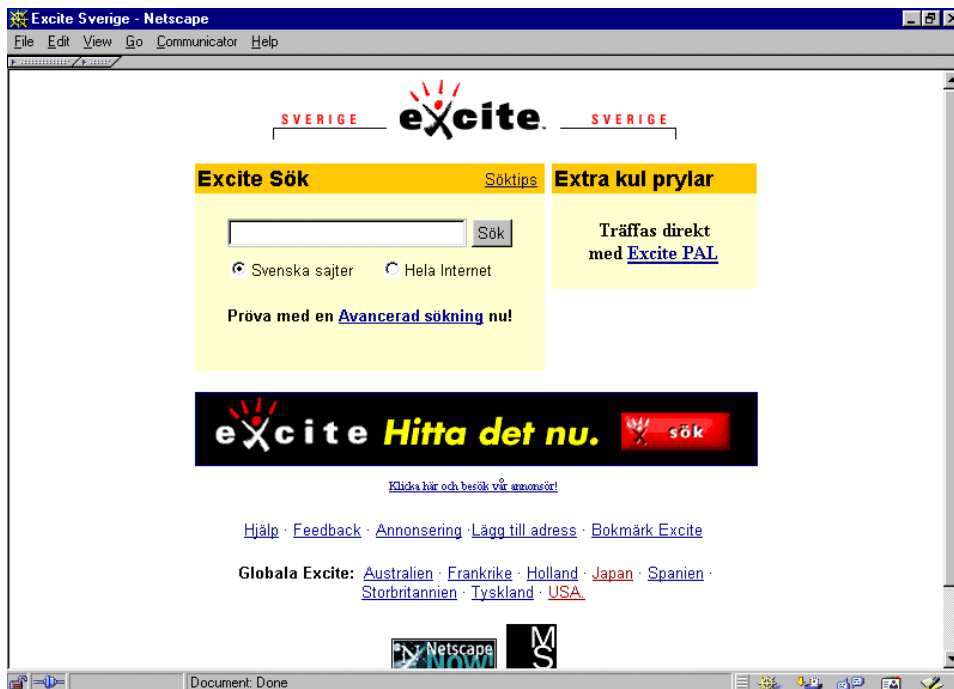 Excite Sverige - Netscape
File Edit View Go Communicator Help
SVERIGE excite. SVERIGE
Excite Sök Söktips Extra kul prylar
Sök
Träffas direkt
med Excite PAL
Svenska sajter Hela Internet
Pröva med en Avancerad sökning nu!
excite Hitta det nu. sök
Klicka här och besök vår annonsör!
Hjälp · Feedback · Annonsering · Lägg till adress · Bokmärk Excite
Globala Excite: Australien · Frankrike · Holland · Japan · Spanien ·
Storbritannien · Tyskland · USA.
N Netscape
NOW!
M
S
Document: Done